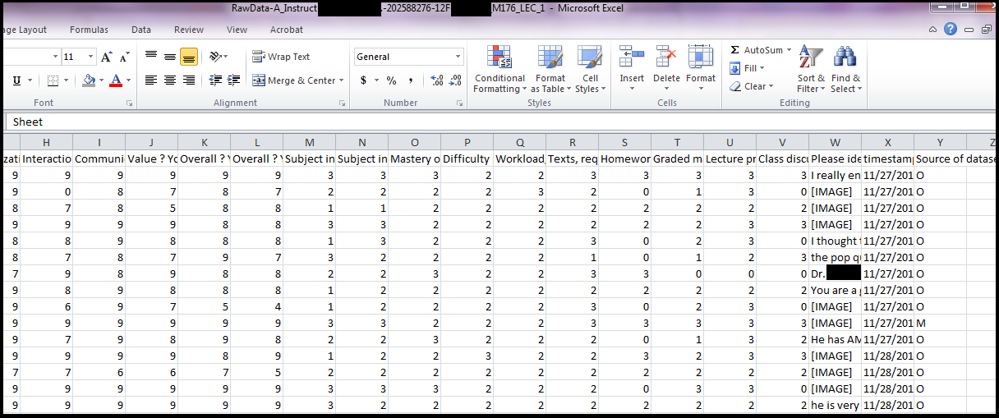 RawData-A_Instruct .-202588276-12F _M176_LEC_1 - Microsoft Excel
age Layout Formulas Data Review View Acrobat
11 A A Wrap Text General Conditional Formatting Format as Table Cell Styles Insert Delete Format Σ AutoSum Fill Clear Sort & Filter Find & Select
U A Merge & Center $ % , .00 .0
Font Alignment Number Styles Cells Editing
Sheet
H I J K L M N O P Q R S T U V W X Y Z
zati Interactio Communi Value ? Yo Overall ? Y Overall ? Y Subject in Subject in Mastery o Difficulty Workload, Texts, req Homewor Graded ma Lecture pr Class discu Please ide timestamp Source of dataset
9 9 9 9 9 9 3 3 3 2 2 3 3 3 3 3 I really en 11/27/201 O
9 0 8 7 8 7 2 2 2 2 3 2 0 1 3 0 [IMAGE] 11/27/201 O
8 7 8 5 8 8 1 1 2 2 2 2 2 2 2 2 [IMAGE] 11/27/201 O
9 9 9 9 8 8 3 3 2 2 2 2 2 2 3 3 [IMAGE] 11/27/201 O
8 8 9 8 8 8 1 3 2 2 2 3 0 2 3 0 I thought t 11/27/201 O
8 7 8 7 9 7 3 2 2 2 2 1 0 1 2 3 the pop qu 11/27/201 O
7 9 8 9 8 8 2 2 3 2 2 3 3 0 0 0 Dr. 11/27/201 O
9 8 9 8 8 8 1 2 2 2 2 2 2 2 2 2 You are a g 11/27/201 O
9 6 9 7 5 4 1 2 2 2 2 3 0 2 3 0 [IMAGE] 11/27/201 O
9 9 9 9 9 9 3 3 2 2 2 3 3 3 3 3 [IMAGE] 11/27/201 M
9 7 9 8 9 8 2 2 3 2 2 2 0 1 3 2 He has AM 11/27/201 O
9 9 9 9 8 9 1 2 2 3 2 2 3 2 3 3 [IMAGE] 11/28/201 O
7 7 6 6 7 5 2 2 2 2 2 2 2 2 2 2 [IMAGE] 11/28/201 O
9 9 9 9 9 9 3 3 3 2 2 2 0 3 3 0 [IMAGE] 11/28/201 O
9 9 9 9 9 9 3 2 2 2 2 2 2 2 2 2 he is very 11/28/201 O